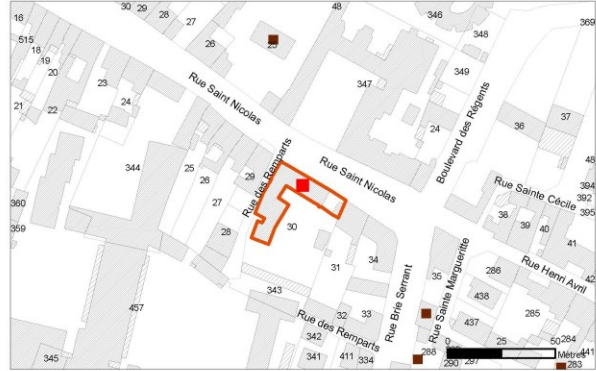 30 29 28 27 26 25 48 346 348 369
16 515 18 19 20 21 22 23 24
Rue Saint Nicolas
347 349 24 36 37
Boulevard des Régents
344 25 26 27 28 29
Rue des Remparts
Rue Saint Nicolas
Rue Sainte Cécile
48 394 392 395
38 39 40 41 42
360 359
30 31 34 35
Rue Brie Serrant
Rue Sainte Margueritte
286 438 437 285
Rue Henri Avril
457 343
Rue des Remparts
32 33 342 341 411 334
345
288 290 297 284 441 283
0 25 50
Mètres